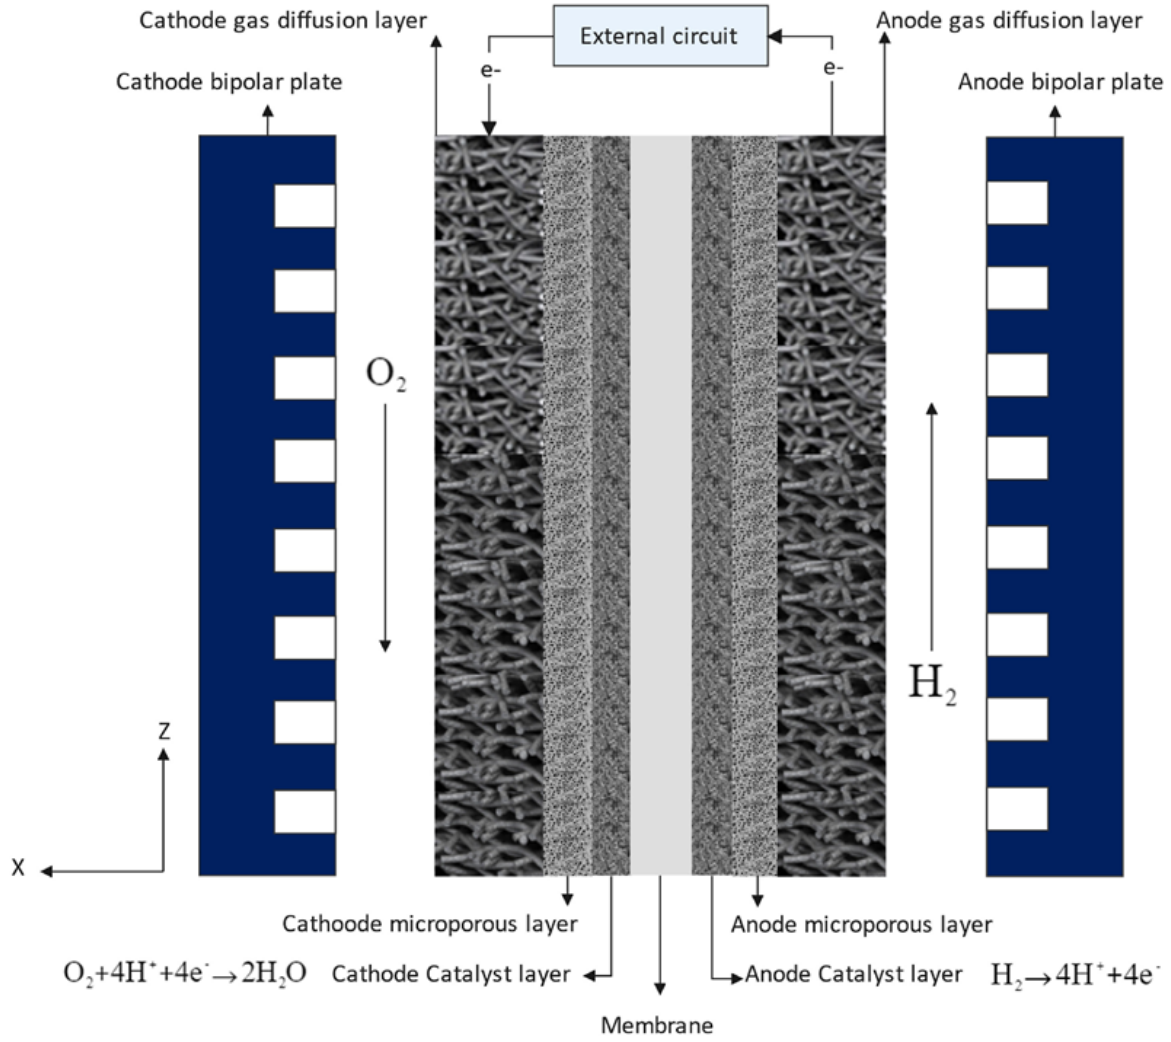 Cathode gas diffusion layer
External circuit
Anode gas diffusion layer
e-
e-
Cathode bipolar plate
Anode bipolar plate
O₂
H₂
Z
X
Cathoode microporous layer
Anode microporous layer
O₂+4H⁺+4e⁻→2H₂O
Cathode Catalyst layer
Anode Catalyst layer
H₂→4H⁺+4e⁻
Membrane